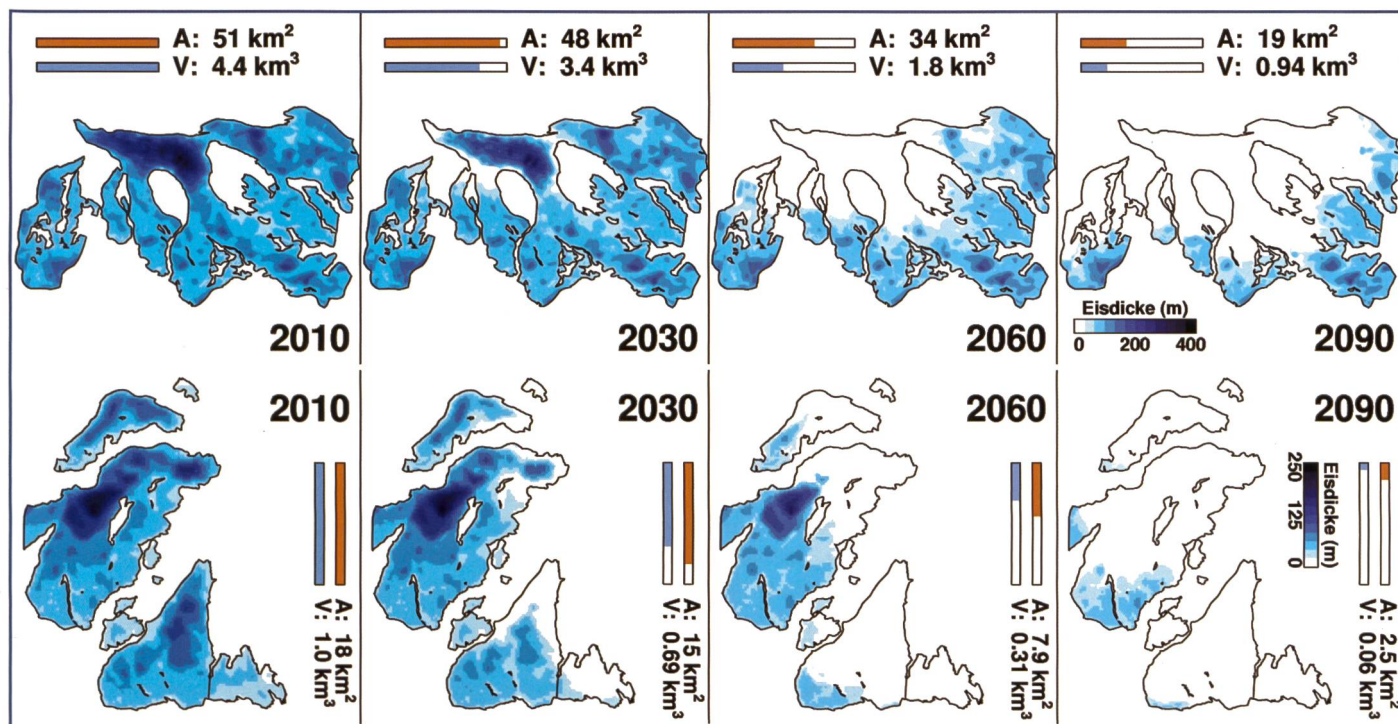 A: 51 km²
V: 4.4 km³
2010
A: 48 km²
V: 3.4 km³
2030
A: 34 km²
V: 1.8 km³
2060
A: 19 km²
V: 0.94 km³
Eisdicke (m)
0 200 400
2090
2010
A: 18 km²
V: 1.0 km³
2030
A: 15 km²
V: 0.69 km³
2060
A: 7.9 km²
V: 0.31 km³
2090
Eisdicke (m)
0 125 250
A: 2.5 km²
V: 0.06 km³